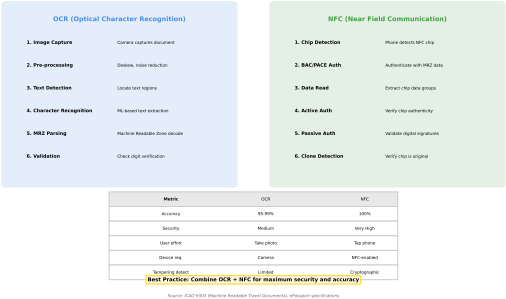 OCR (Optical Character Recognition)
1. Image Capture Camera captures document
2. Pre-processing Deskew, noise reduction
3. Text Detection Locate text regions
4. Character Recognition ML-based text extraction
5. MRZ Parsing Machine Readable Zone decode
6. Validation Check digit verification
NFC (Near Field Communication)
1. Chip Detection Phone detects NFC chip
2. BAC/PACE Auth Authenticate with MRZ data
3. Data Read Extract chip data groups
4. Active Auth Verify chip authenticity
5. Passive Auth Validate digital signatures
6. Clone Detection Verify chip is original
Metric OCR NFC
Accuracy 95-99% 100%
Security Medium Very High
User effort Take photo Tap phone
Device req. Camera NFC-enabled
Tampering detect Limited Cryptographic
Best Practice: Combine OCR + NFC for maximum security and accuracy
Source: ICAO 9303 (Machine Readable Travel Documents), ePassport specifications